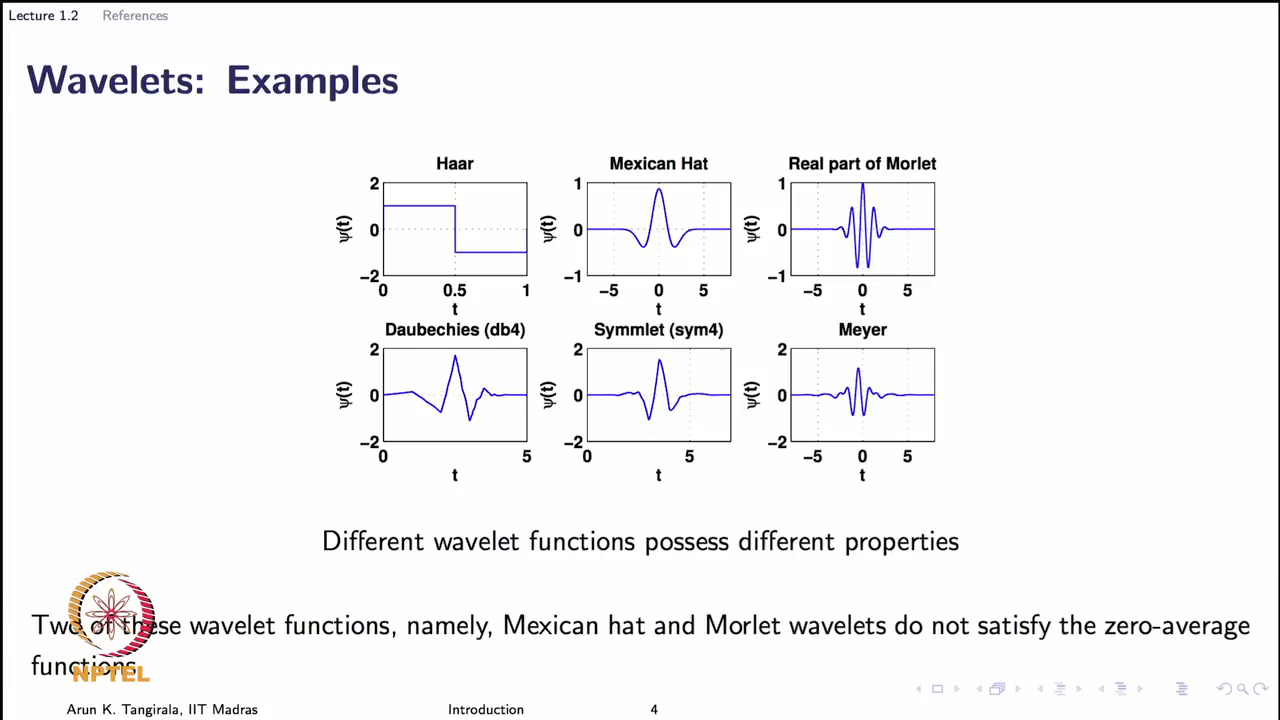 Lecture 1.2 References
Wavelets: Examples
Haar
2
0
−2
ψ(t)
0 0.5 1
t
Mexican Hat
1
0
−1
ψ(t)
−5 0 5
t
Real part of Morlet
1
0
−1
ψ(t)
−5 0 5
t
Daubechies (db4)
2
0
−2
ψ(t)
0 5
t
Symmlet (sym4)
2
0
−2
ψ(t)
0 5
t
Meyer
2
0
−2
ψ(t)
−5 0 5
t
Different wavelet functions possess different properties
Two of these wavelet functions, namely, Mexican hat and Morlet wavelets do not satisfy the zero-average
functions.
NPTEL
Arun K. Tangirala, IIT Madras Introduction 4